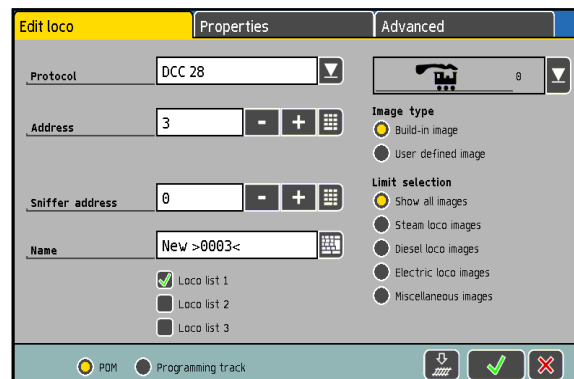 Edit loco
Properties
Advanced
Protocol
DCC 28
0
Address
3
- +
Image type
Build-in image
User defined image
Sniffer address
0
- +
Limit selection
Show all images
Steam loco images
Diesel loco images
Electric loco images
Miscellaneous images
Name
New >0003<
Loco list 1
Loco list 2
Loco list 3
POM
Programming track